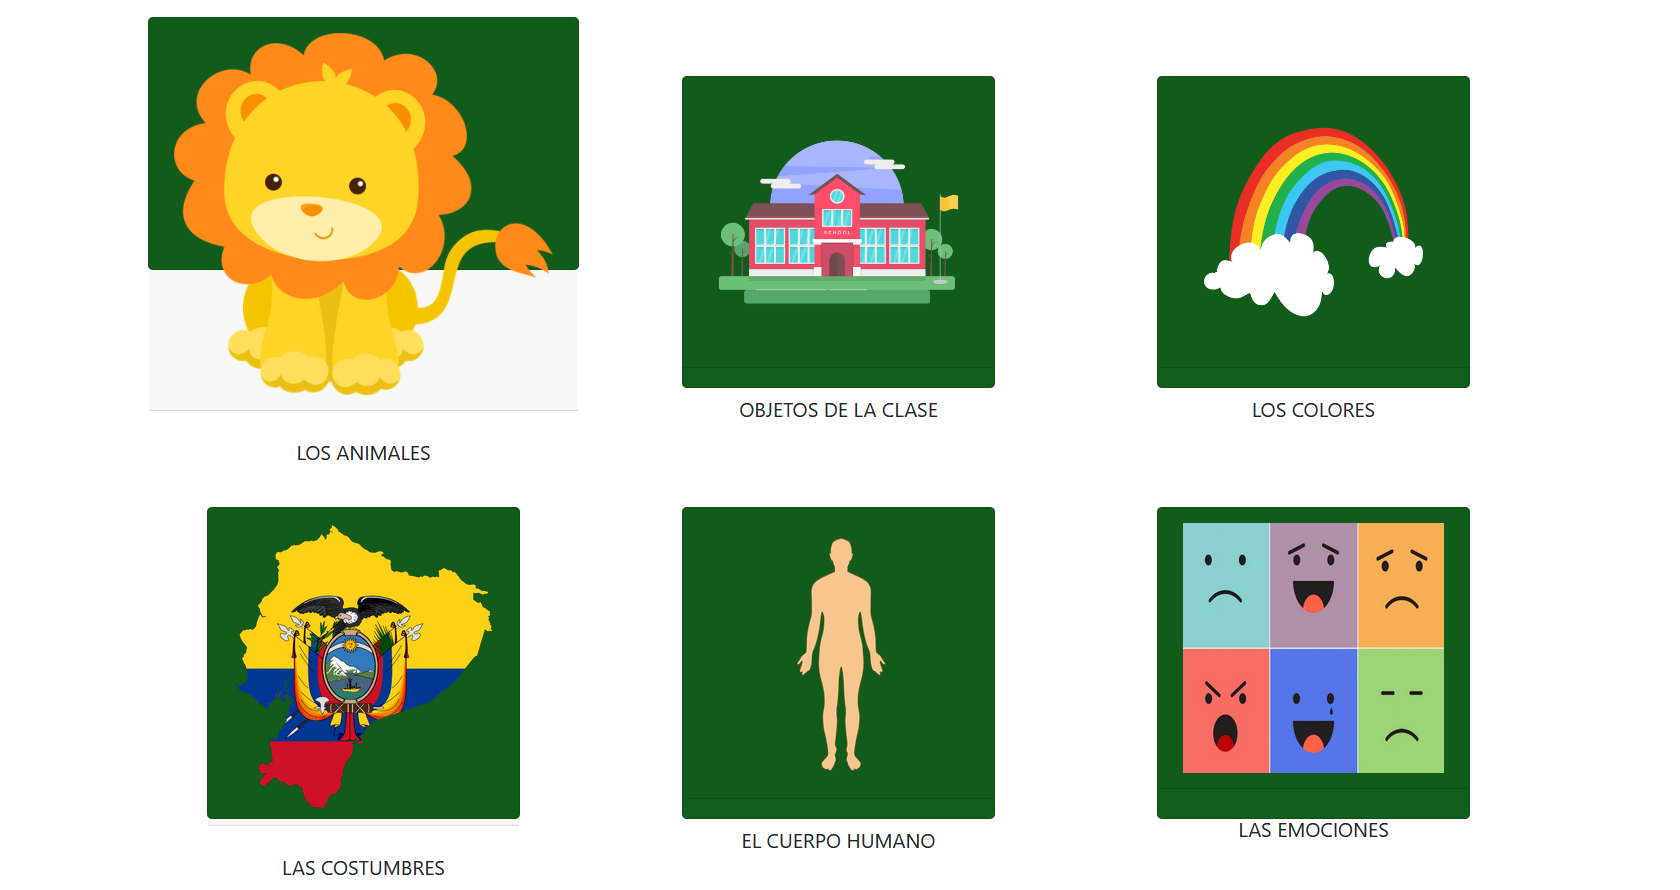 SCHOOL
OBJETOS DE LA CLASE
LOS COLORES
LOS ANIMALES
LAS COSTUMBRES
EL CUERPO HUMANO
LAS EMOCIONES